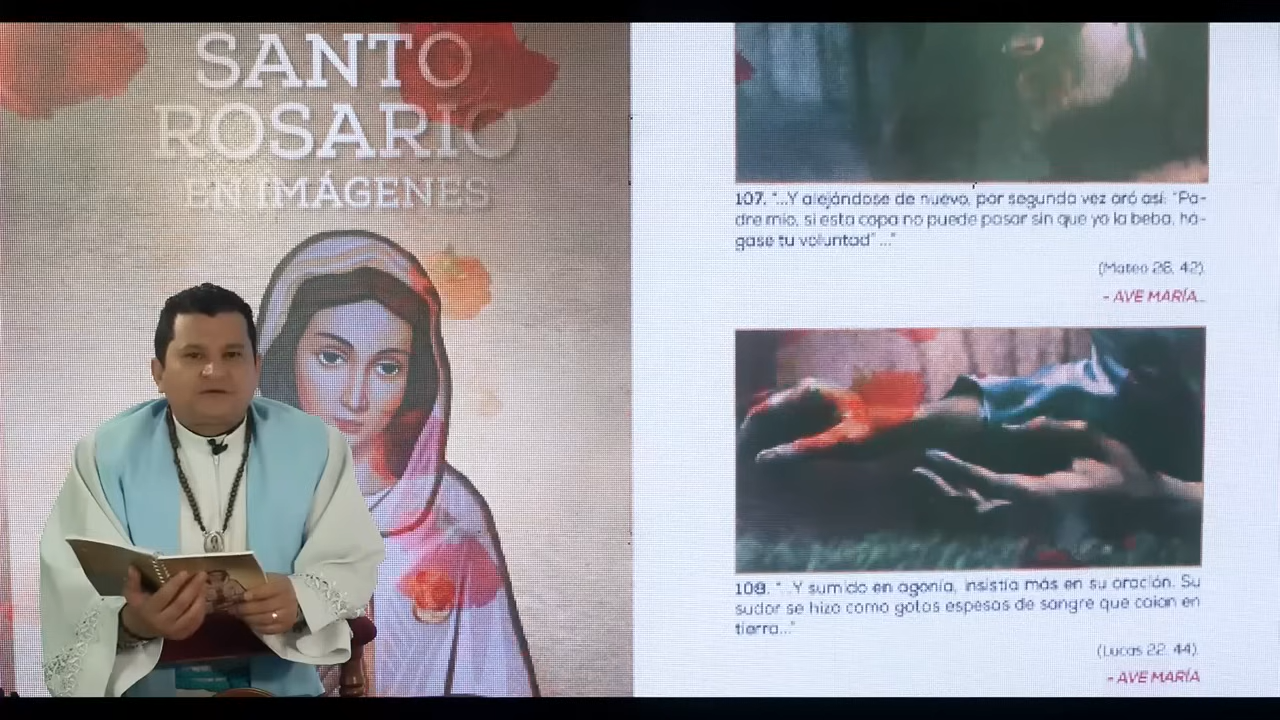 SANTO
ROSARIO
EN IMÁGENES
107. "...Y alejándose de nuevo, por segunda vez oró así: "Pa-
dre mío, si esta copa no puede pasar sin que yo la beba, há-
gase tu voluntad" ..."
(Mateo 26, 42).
- AVE MARÍA...
108. "...Y sumido en agonía, insistía más en su oración. Su
sudor se hizo como gotas espesas de sangre que caían en
tierra..."
(Lucas 22, 44).
- AVE MARÍA